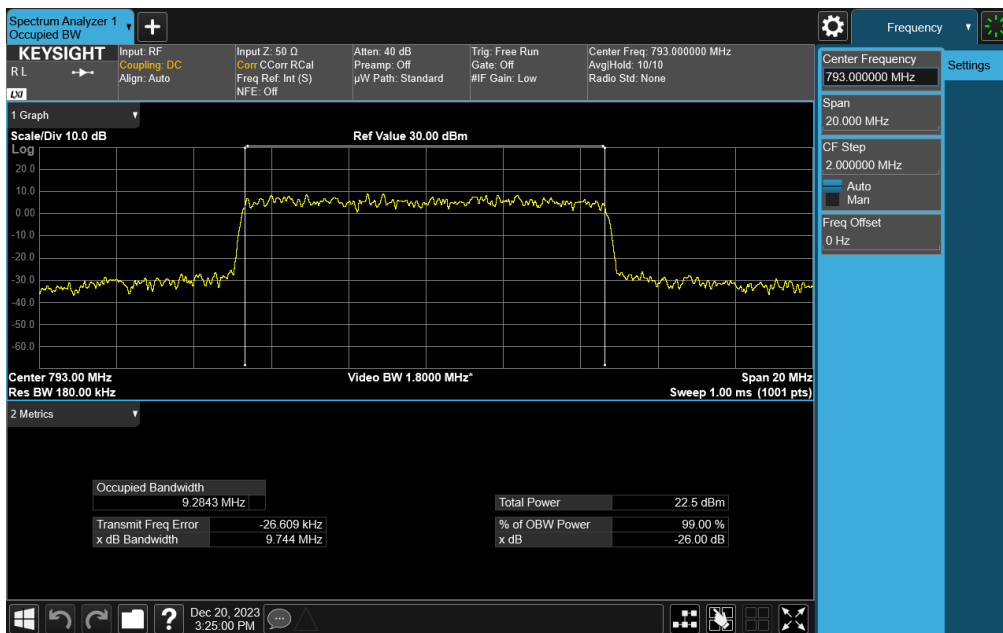 Spectrum Analyzer 1
Occupied BW
Frequency
KEYSIGHT
R L
LXI
Input: RF
Coupling: DC
Align: Auto
Input Z: 50 Ω
Corr CCorr RCal
Freq Ref: Int (S)
NFE: Off
Atten: 40 dB
Preamp: Off
µW Path: Standard
Trig: Free Run
Gate: Off
#IF Gain: Low
Center Freq: 793.000000 MHz
Avg|Hold: 10/10
Radio Std: None
Center Frequency
793.000000 MHz
Settings
Span
20.000 MHz
CF Step
2.000000 MHz
Auto
Man
Freq Offset
0 Hz
1 Graph
Scale/Div 10.0 dB
Ref Value 30.00 dBm
Log
20.0
10.0
0.00
-10.0
-20.0
-30.0
-40.0
-50.0
-60.0
Center 793.00 MHz
Video BW 1.8000 MHz*
Span 20 MHz
Res BW 180.00 kHz
Sweep 1.00 ms (1001 pts)
2 Metrics
Occupied Bandwidth
9.2843 MHz
Total Power 22.5 dBm
Transmit Freq Error -26.609 kHz
% of OBW Power 99.00 %
x dB Bandwidth 9.744 MHz
x dB -26.00 dB
?
Dec 20, 2023
3:25:00 PM